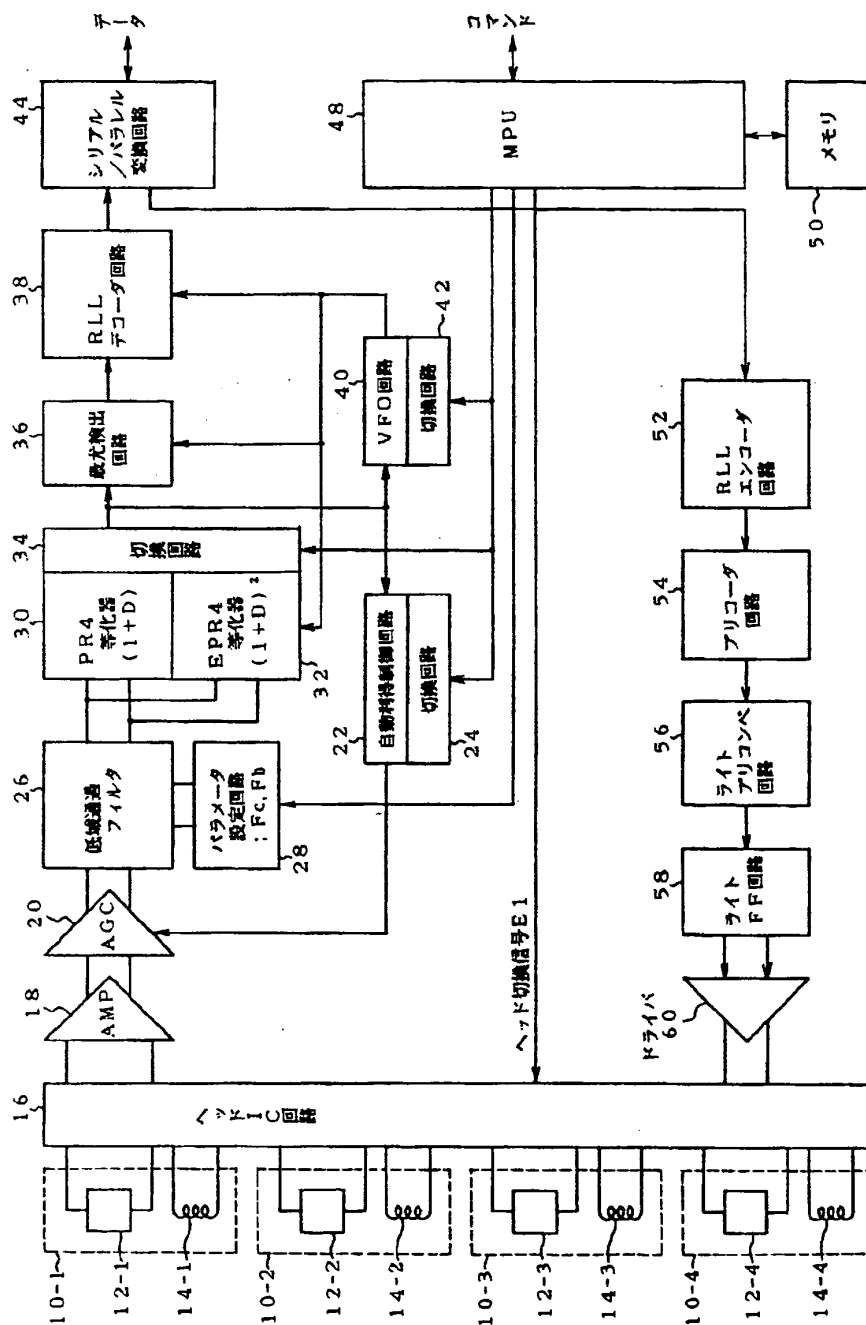 10-1
12-1
14-1
10-2
12-2
14-2
10-3
12-3
14-3
10-4
12-4
14-4
16
ヘッドIC回路
18
AMP
20
AGC
26
低域通過
フィルタ
パラメータ
設定回路
;Fc,Fb
28
30
PR4
等化器
(1+D)
EPR4
等化器
(1+D)²
32
34
切換回路
36
最尤検出
回路
38
RLL
デコーダ回路
44
シリアル
/パラレル
変換回路
データ
22
自動利得制御回路
切換回路
24
40
VFO回路
切換回路
42
48
MPU
コマンド
メモリ
50
ヘッド切換信号E1
52
RLL
エンコーダ
回路
54
プリコーダ
回路
56
ライト
プリコンペ
回路
58
ライト
FF回路
ドライバ
60